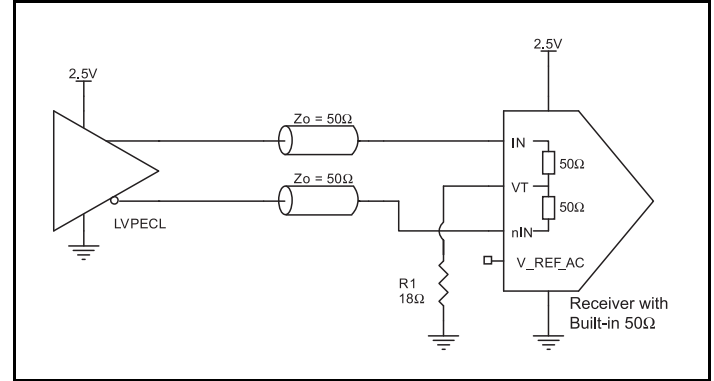 2.5V
2.5V
Zo = 50Ω
Zo = 50Ω
LVPECL
IN
50Ω
VT
50Ω
nIN
V_REF_AC
R1
18Ω
Receiver with
Built-in 50Ω